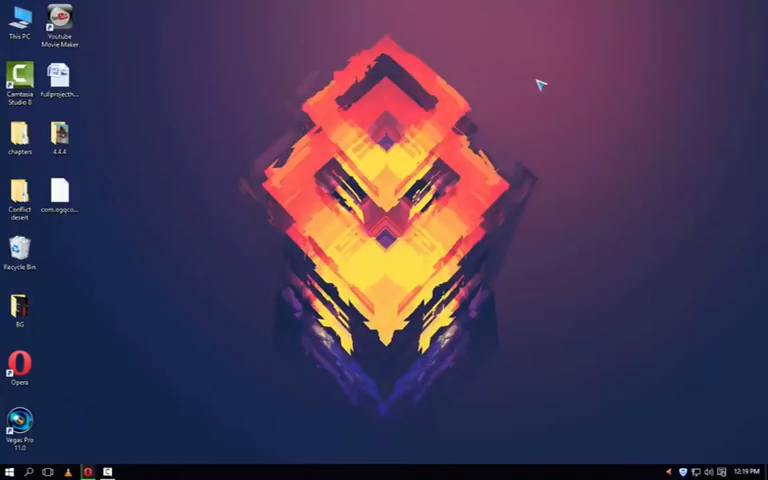 This PC
Youtube
Movie Maker
Camtasia
Studio 8
fullprojecth...
chapters
4.4.4
Conflict
desert
com.ogqco...
Recycle Bin
BG
Opera
Vegas Pro
11.0
12:19 PM